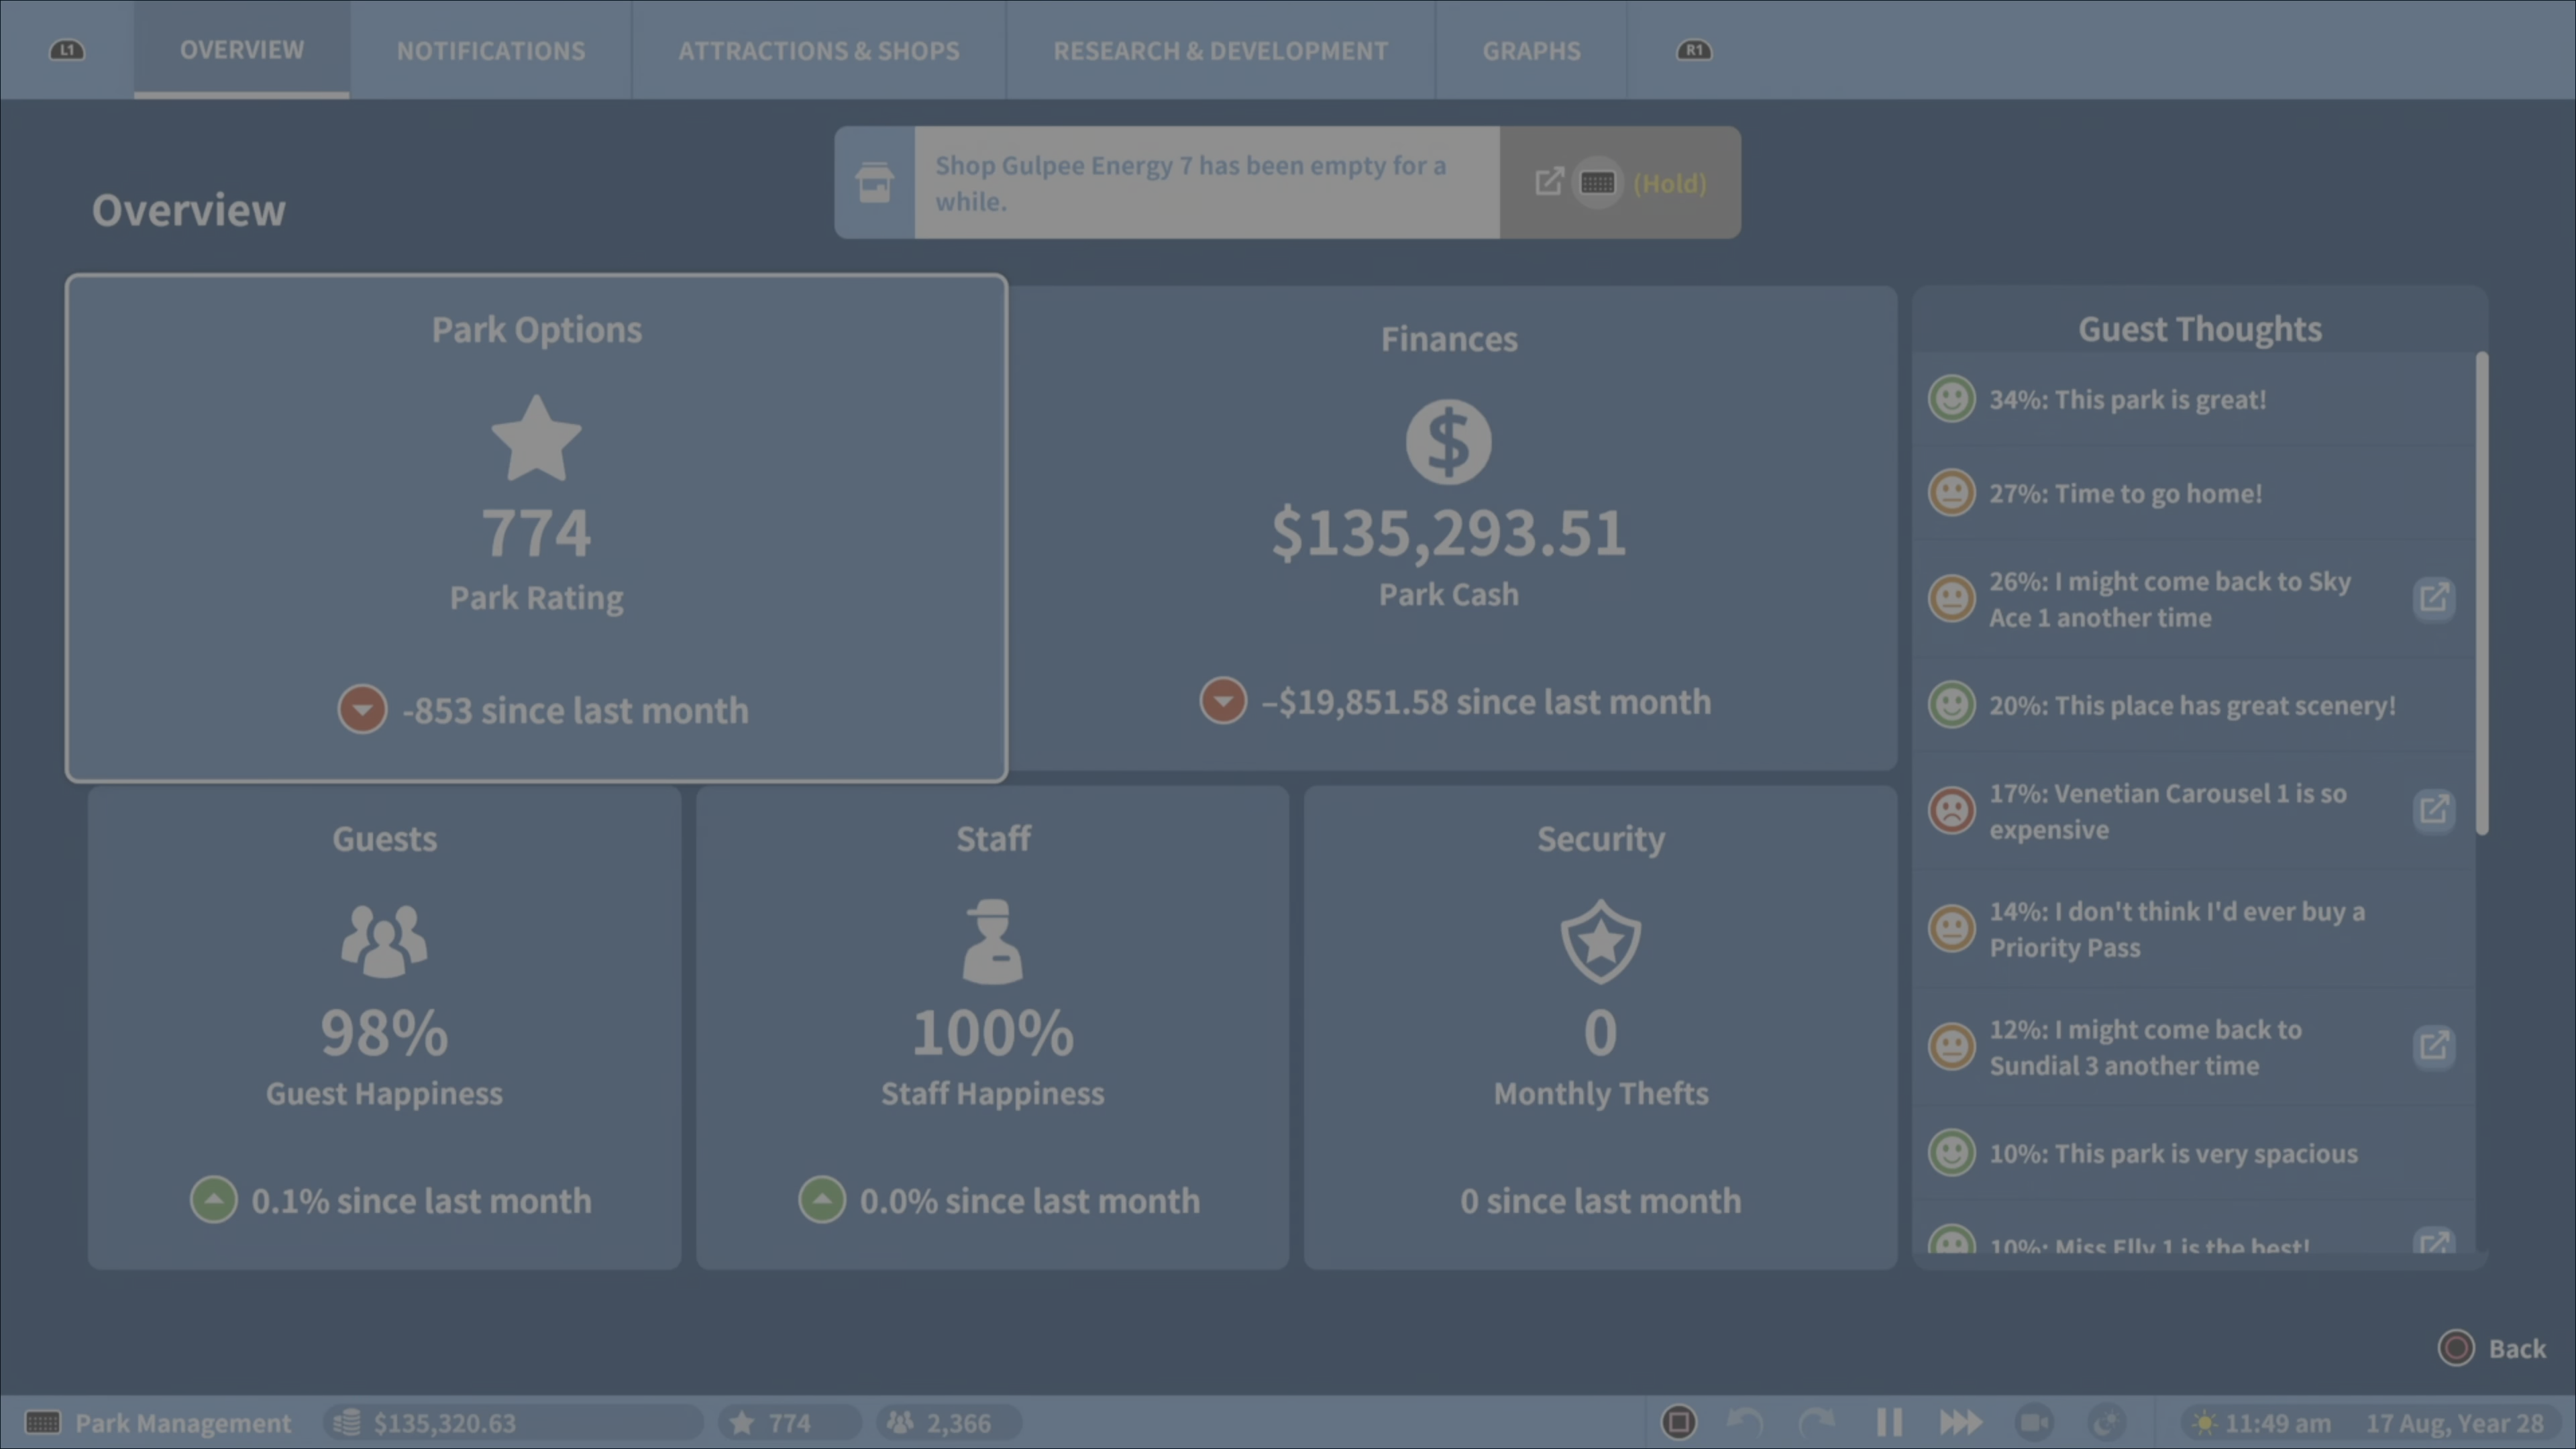 L1
OVERVIEW
NOTIFICATIONS
ATTRACTIONS & SHOPS
RESEARCH & DEVELOPMENT
GRAPHS
R1
Shop Gulpee Energy 7 has been empty for a
while.
(Hold)
Overview
Park Options
774
Park Rating
-853 since last month
Finances
$135,293.51
Park Cash
–$19,851.58 since last month
Guests
98%
Guest Happiness
0.1% since last month
Staff
100%
Staff Happiness
0.0% since last month
Security
0
Monthly Thefts
0 since last month
Guest Thoughts
34%: This park is great!
27%: Time to go home!
26%: I might come back to Sky
Ace 1 another time
20%: This place has great scenery!
17%: Venetian Carousel 1 is so
expensive
14%: I don't think I'd ever buy a
Priority Pass
12%: I might come back to
Sundial 3 another time
10%: This park is very spacious
10%: Miss Elly 1 is the best!
Back
Park Management
$135,320.63
774
2,366
11:49 am
17 Aug, Year 28